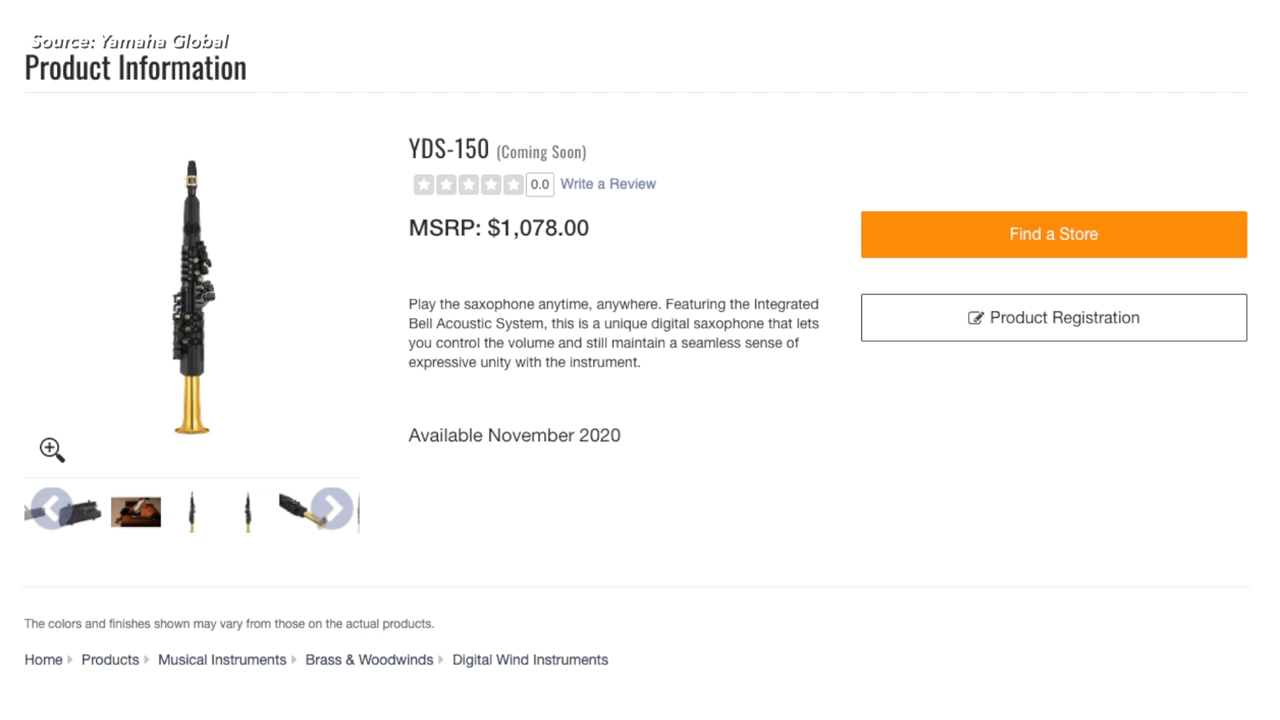 Source: Yamaha Global
Product Information
YDS-150 (Coming Soon)
0.0 Write a Review
MSRP: $1,078.00
Find a Store
Play the saxophone anytime, anywhere. Featuring the Integrated
Bell Acoustic System, this is a unique digital saxophone that lets
you control the volume and still maintain a seamless sense of
expressive unity with the instrument.
Product Registration
Available November 2020
The colors and finishes shown may vary from those on the actual products.
Home Products Musical Instruments Brass & Woodwinds Digital Wind Instruments